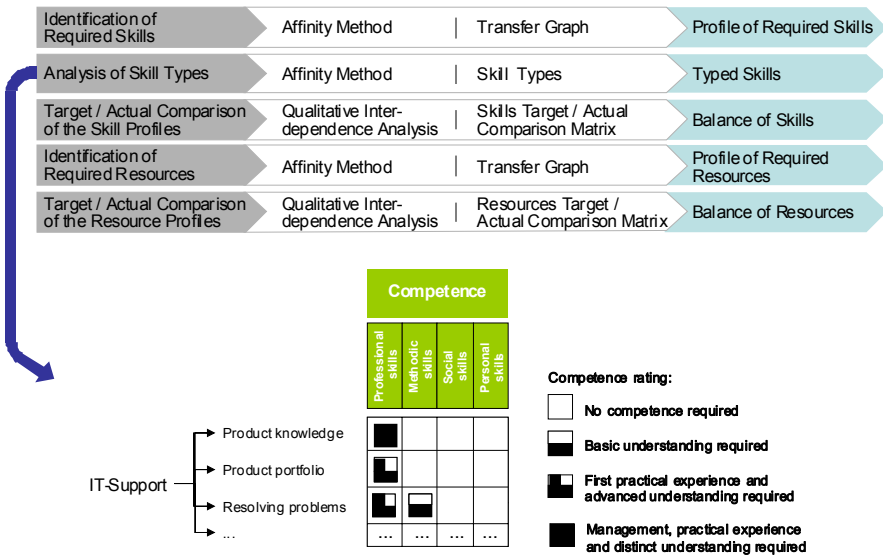 Identification of
Required Skills
Affinity Method
Transfer Graph
Profile of Required Skills
Analysis of Skill Types
Affinity Method
Skill Types
Typed Skills
Target / Actual Comparison
of the Skill Profiles
Qualitative Inter-
dependence Analysis
Skills Target / Actual
Comparison Matrix
Balance of Skills
Identification of
Required Resources
Affinity Method
Transfer Graph
Profile of Required
Resources
Target / Actual Comparison
of the Resource Profiles
Qualitative Inter-
dependence Analysis
Resources Target /
Actual Comparison Matrix
Balance of Resources
Competence
Professional
skills
Methodic
skills
Social
skills
Personal
skills
IT-Support
Product knowledge
Product portfolio
Resolving problems
...
... ... ... ...
Competence rating:
No competence required
Basic understanding required
First practical experience and
advanced understanding required
Management, practical experience
and distinct understanding required